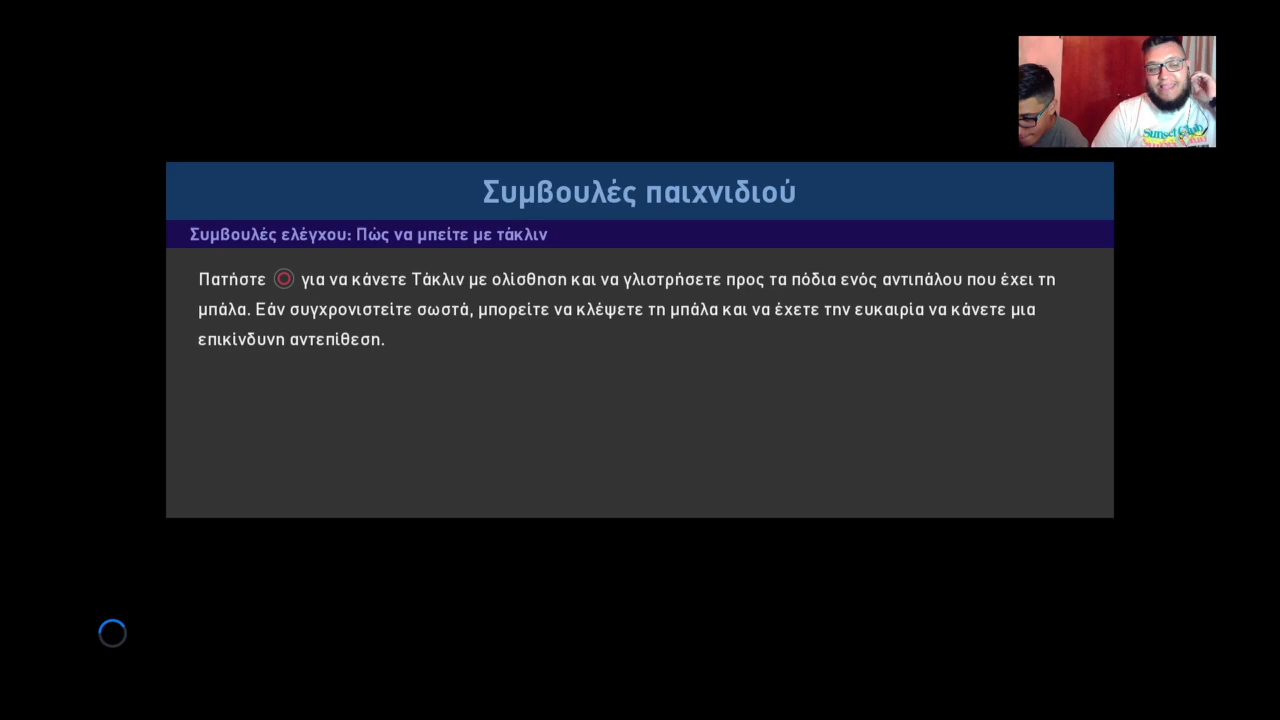 Sunset Club
Συμβουλές παιχνιδιού
Συμβουλές ελέγχου: Πώς να μπείτε με τάκλιν
Πατήστε για να κάνετε Τάκλιν με ολίσθηση και να γλιστρήσετε προς τα πόδια ενός αντιπάλου που έχει τη
μπάλα. Εάν συγχρονιστείτε σωστά, μπορείτε να κλέψετε τη μπάλα και να έχετε την ευκαιρία να κάνετε μια
επικίνδυνη αντεπίθεση.